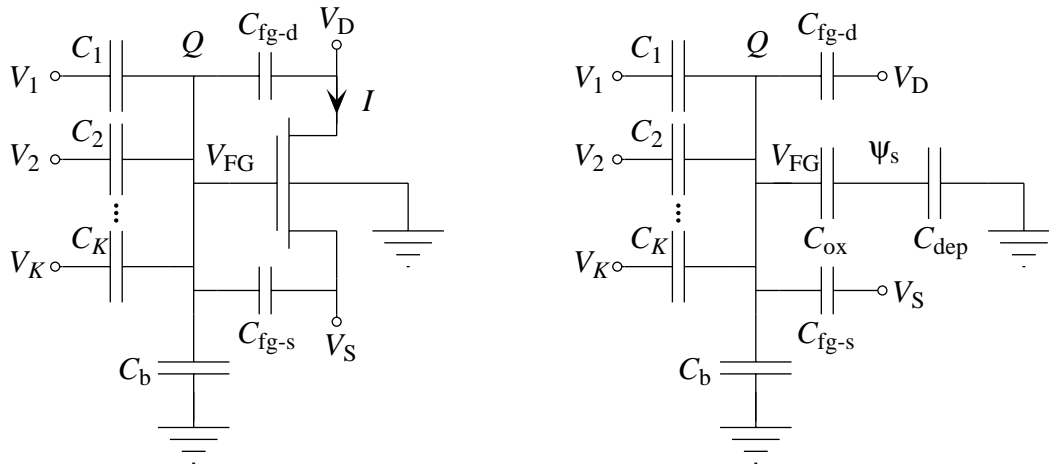 C1 Q Cfg-d VD
V1 I
C2
V2 VFG
⋮
CK
VK
Cfg-s
VS
Cb
C1 Q Cfg-d
V1 VD
C2
V2 VFG ψs
⋮
CK Cox Cdep
VK
VS
Cfg-s
Cb